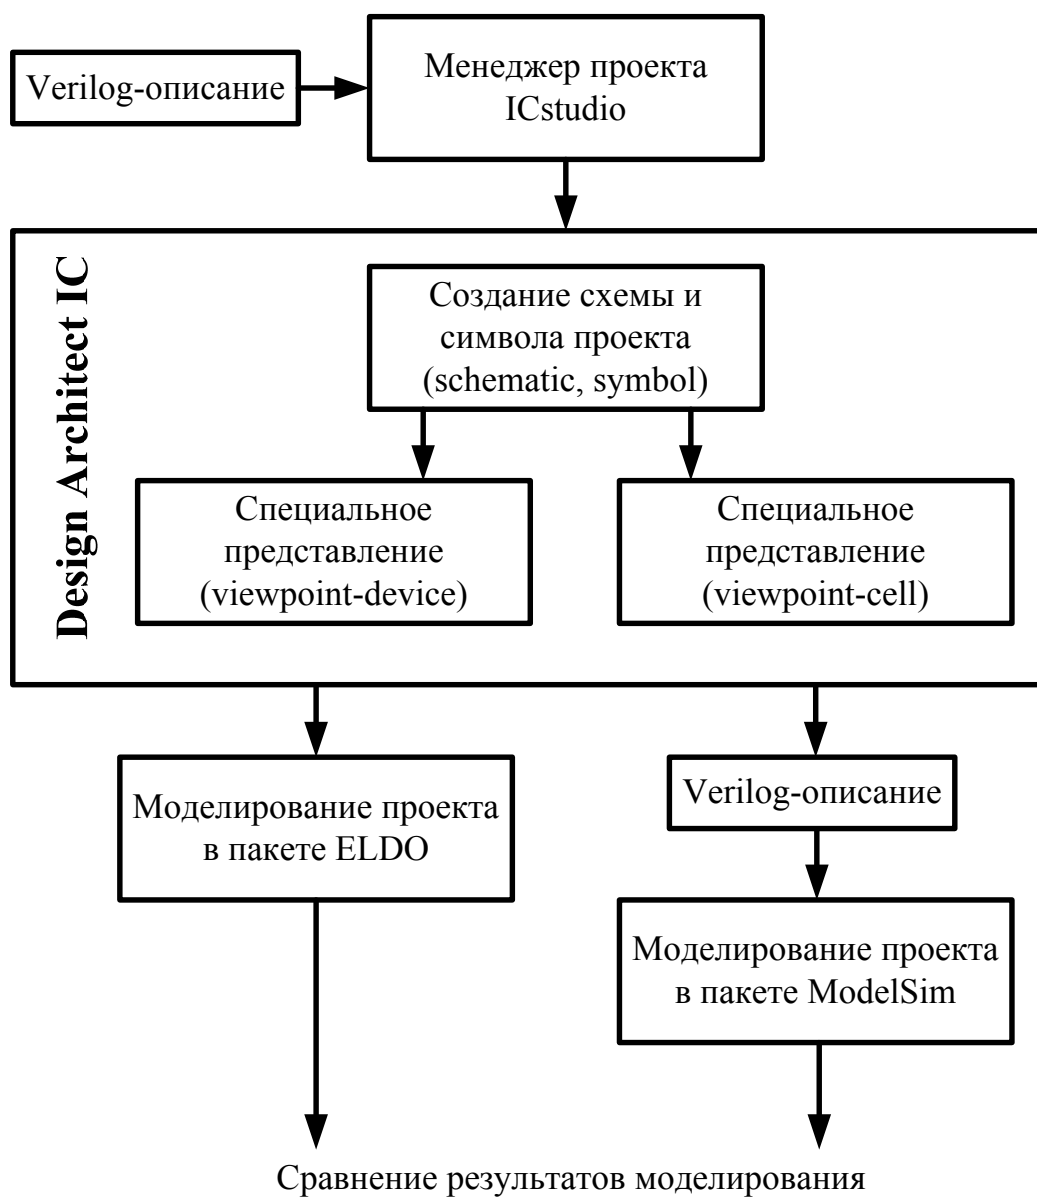 Verilog-описание
Менеджер проекта
ICstudio
Design Architect IC
Создание схемы и
символа проекта
(schematic, symbol)
Специальное
представление
(viewpoint-device)
Специальное
представление
(viewpoint-cell)
Моделирование проекта
в пакете ELDO
Verilog-описание
Моделирование проекта
в пакете ModelSim
Сравнение результатов моделирования